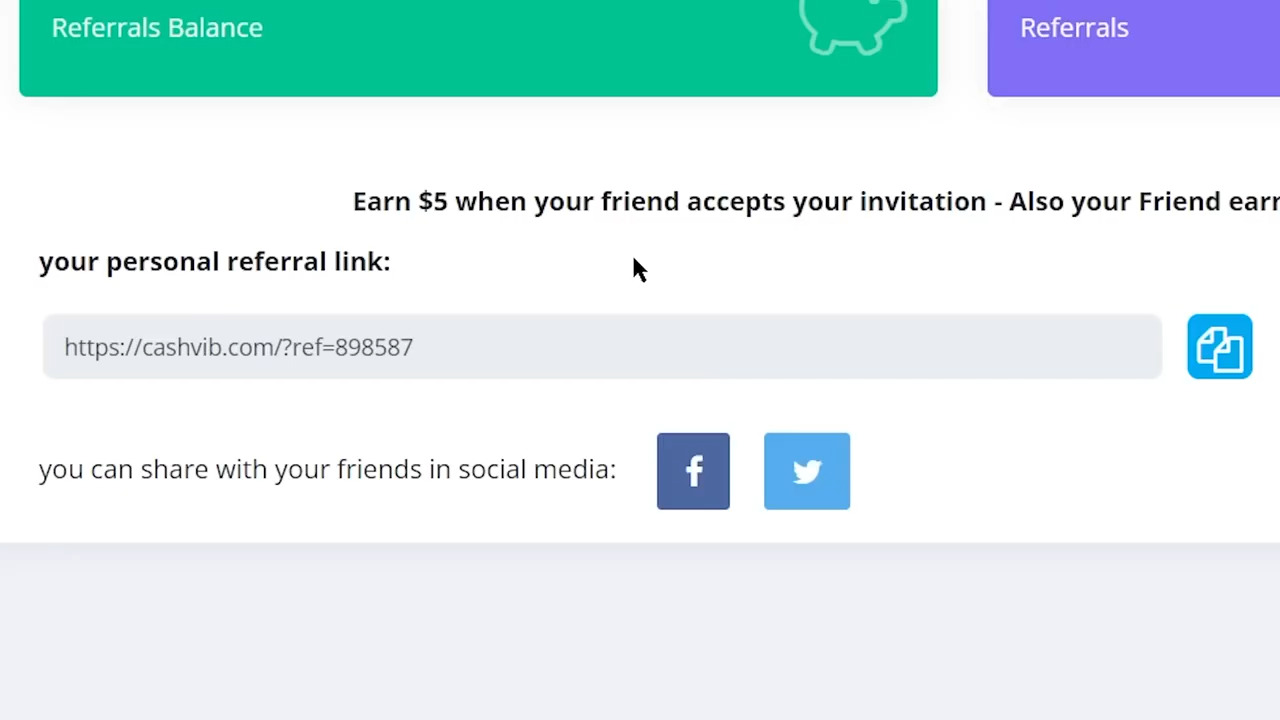 Referrals Balance
Referrals
Earn $5 when your friend accepts your invitation - Also your Friend earn
your personal referral link:
https://cashvib.com/?ref=898587
you can share with your friends in social media: